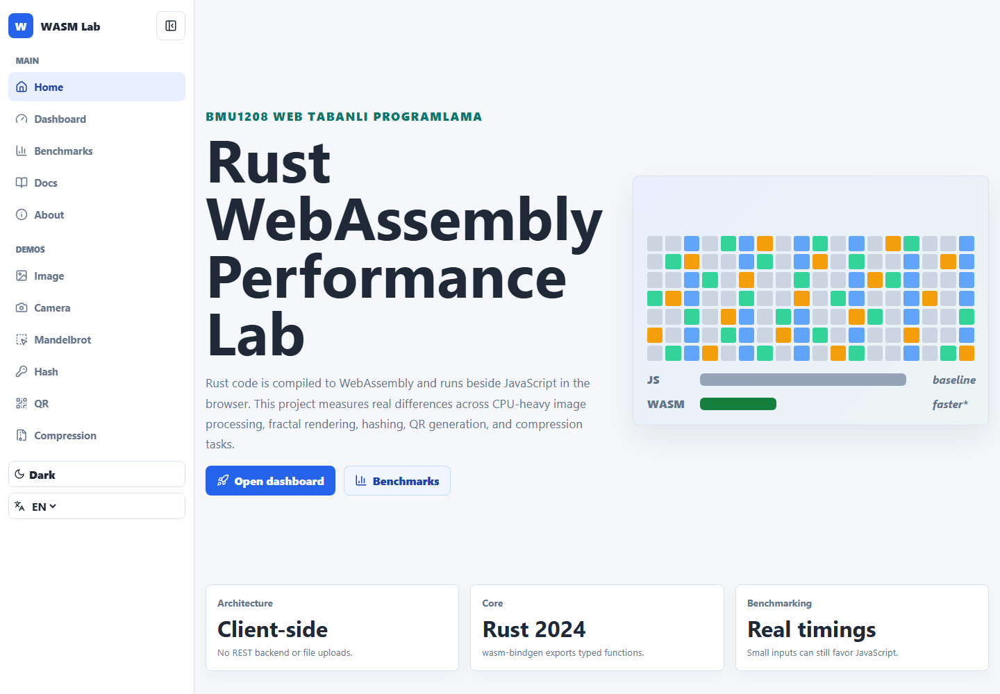 W WASM Lab
MAIN
Home
Dashboard
Benchmarks
Docs
About
DEMOS
Image
Camera
Mandelbrot
Hash
QR
Compression
Dark
EN
BMU1208 WEB TABANLI PROGRAMLAMA
Rust
WebAssembly
Performance
Lab
Rust code is compiled to WebAssembly and runs beside JavaScript in the
browser. This project measures real differences across CPU-heavy image
processing, fractal rendering, hashing, QR generation, and compression
tasks.
Open dashboard
Benchmarks
JS baseline
WASM faster*
Architecture
Client-side
No REST backend or file uploads.
Core
Rust 2024
wasm-bindgen exports typed functions.
Benchmarking
Real timings
Small inputs can still favor JavaScript.